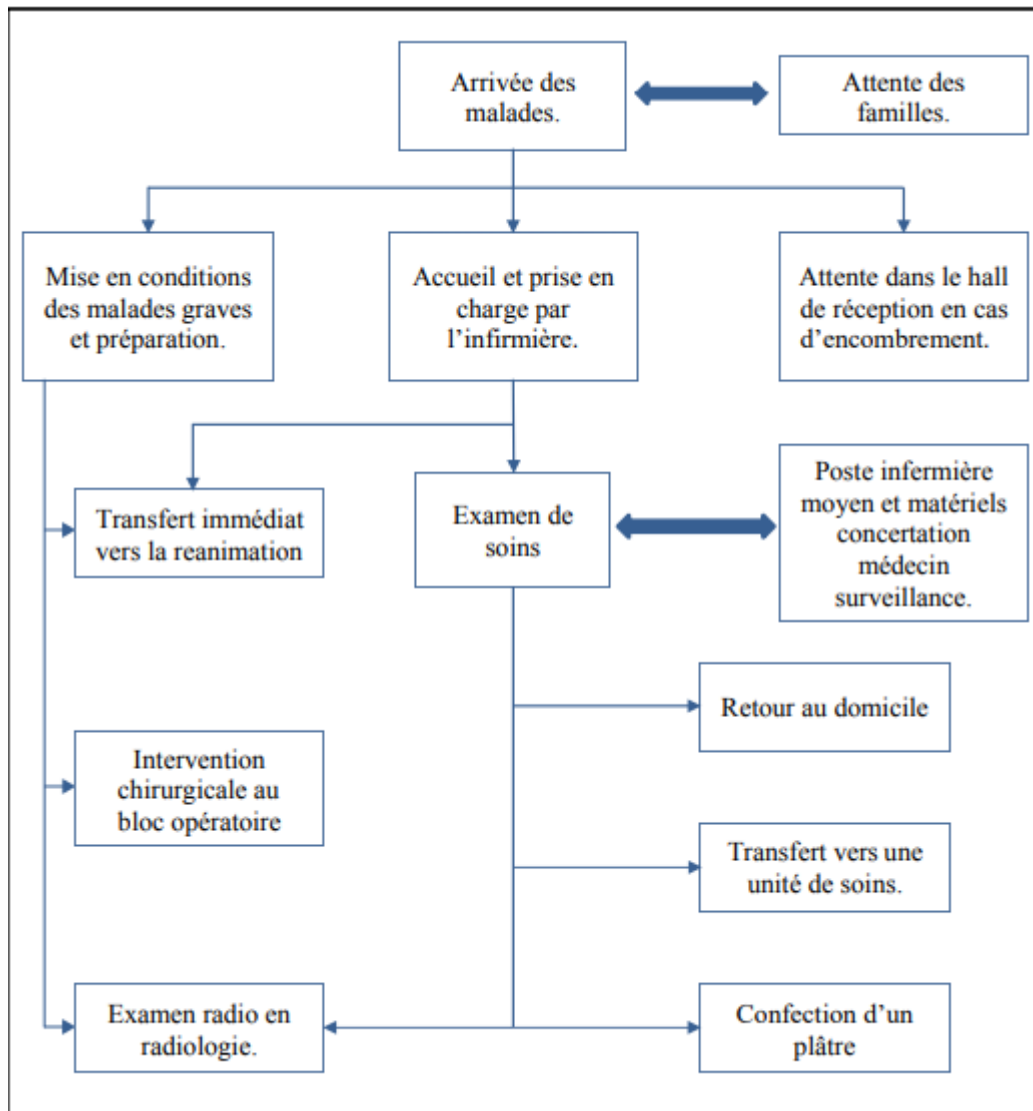 Arrivée des
malades.
Attente des
familles.
Mise en conditions
des malades graves
et préparation.
Accueil et prise en
charge par
l’infirmière.
Attente dans le hall
de réception en cas
d’encombrement.
Transfert immédiat
vers la reanimation
Examen de
soins
Poste infermière
moyen et matériels
concertation
médecin
surveillance.
Retour au domicile
Intervention
chirurgicale au
bloc opératoire
Transfert vers une
unité de soins.
Examen radio en
radiologie.
Confection d’un
plâtre